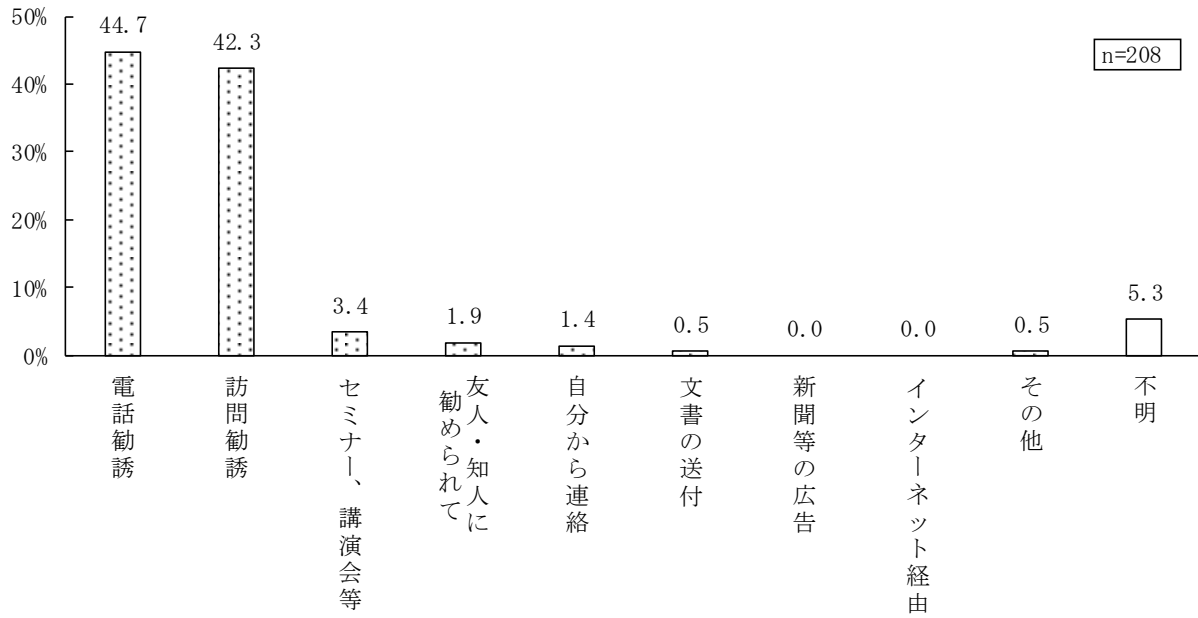 50%
40%
30%
20%
10%
0%
44.7
42.3
3.4
1.9
1.4
0.5
0.0
0.0
0.5
5.3
n=208
電話勧誘
訪問勧誘
セミナー、講演会等
友人・知人に
勧められて
自分から連絡
文書の送付
新聞等の広告
インターネット経由
その他
不明